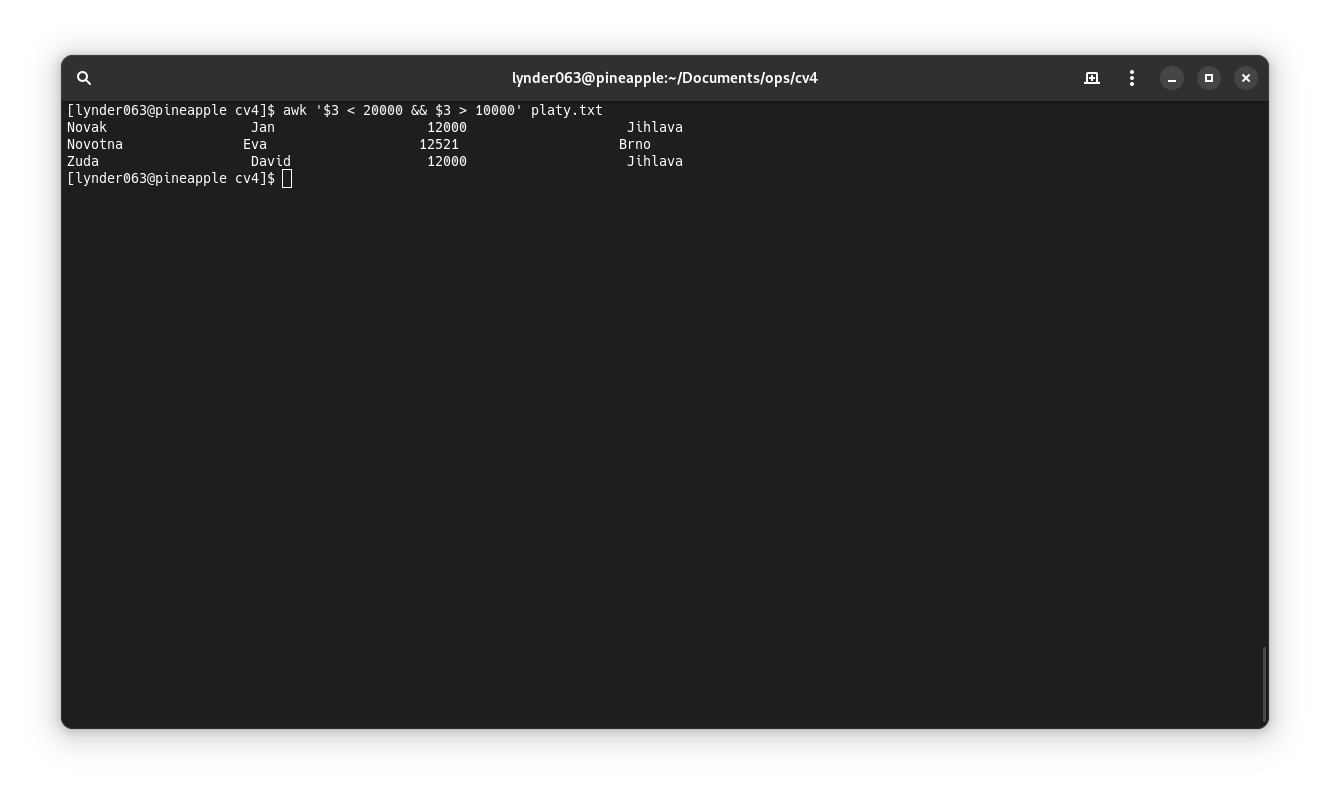 lynder063@pineapple:~/Documents/ops/cv4
[lynder063@pineapple cv4]$ awk '$3 < 20000 && $3 > 10000' platy.txt
Novak                  Jan                   12000                    Jihlava
Novotna               Eva                   12521                    Brno
Zuda                   David                 12000                    Jihlava
[lynder063@pineapple cv4]$